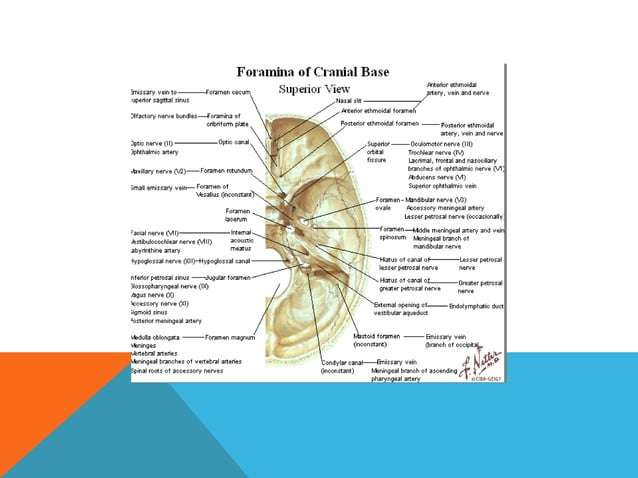 Foramina of Cranial Base
Superior View
Emissary vein to
superior sagittal sinus
Foramen cecum
Olfactory nerve bundles
Foramina of
cribriform plate
Optic nerve (II)
Ophthalmic artery
Optic canal
Maxillary nerve (V2)
Foramen rotundum
Small emissary vein
Foramen of
Vesalius (inconstant)
Foramen
lacerum
Facial nerve (VII)
Vestibulocochlear nerve (VIII)
Labyrinthine artery
Internal
acoustic
meatus
Hypoglossal nerve (XII)
Hypoglossal canal
Inferior petrosal sinus
Glossopharyngeal nerve (IX)
Vagus nerve (X)
Accessory nerve (XI)
Sigmoid sinus
Posterior meningeal artery
Jugular foramen
Medulla oblongata
Meninges
Vertebral arteries
Meningeal branches of vertebral arteries
Spinal roots of accessory nerves
Foramen magnum
Nasal slit
Anterior ethmoidal foramen
Anterior ethmoidal
artery, vein and nerve
Posterior ethmoidal foramen
Posterior ethmoidal
artery, vein and nerve
Superior
orbital
fissure
Oculomotor nerve (III)
Trochlear nerve (IV)
Lacrimal, frontal and nasociliary
branches of ophthalmic nerve (V1)
Abducens nerve (VI)
Superior ophthalmic vein
Foramen
ovale
Mandibular nerve (V3)
Accessory meningeal artery
Lesser petrosal nerve (occasionally
Foramen
spinosum
Middle meningeal artery and vein
Meningeal branch of
mandibular nerve
Hiatus of canal of
lesser petrosal nerve
Lesser petrosal
nerve
Hiatus of canal of
greater petrosal nerve
Greater petrosal
nerve
External opening of
vestibular aqueduct
Endolymphatic duct
Mastoid foramen
(inconstant)
Emissary vein
(branch of occipital
Condylar canal
(inconstant)
Emissary vein
Meningeal branch of ascending
pharyngeal artery
F. Netter
M.D.